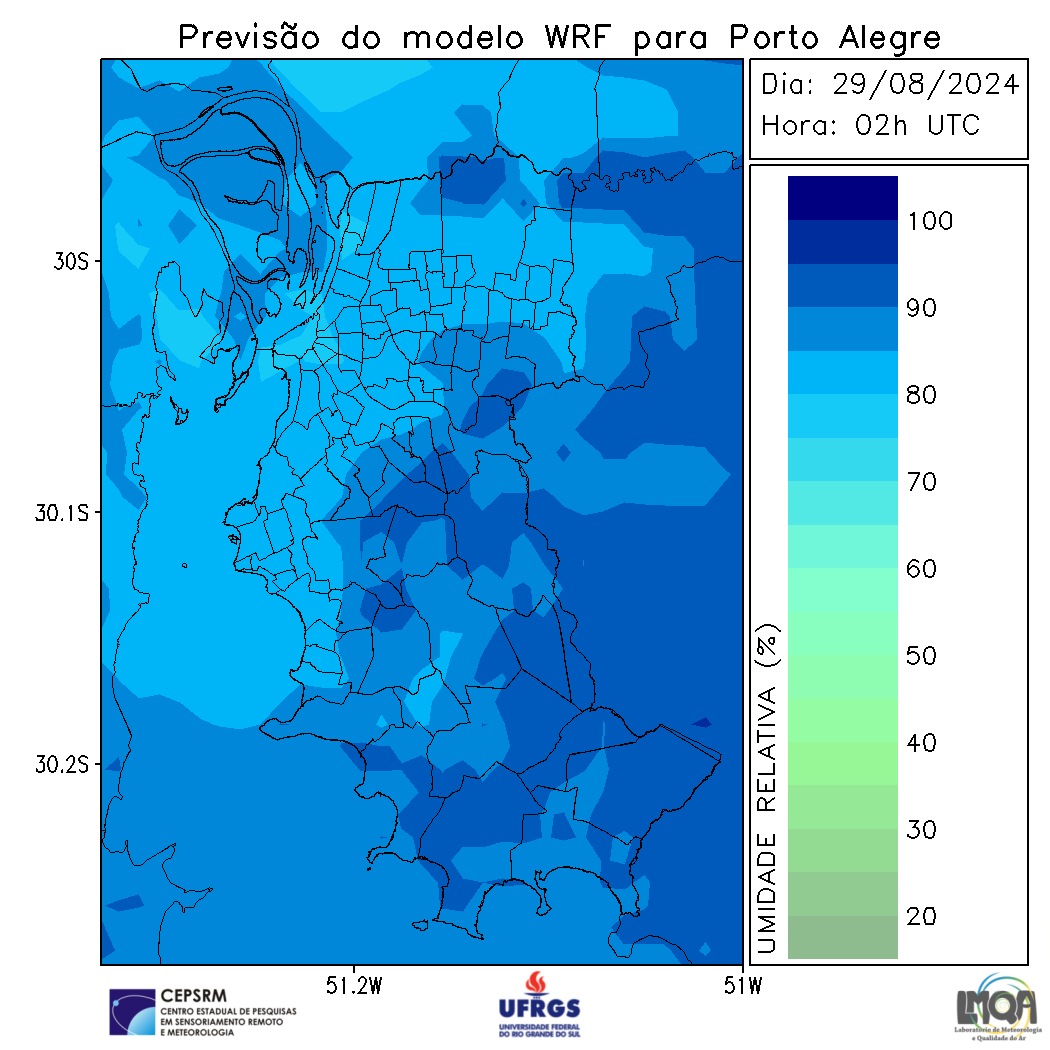 Previsão do modelo WRF para Porto Alegre
Dia: 29/08/2024
Hora: 02h UTC
30S
30.1S
30.2S
51.2W
51W
UMIDADE RELATIVA (%)
100
90
80
70
60
50
40
30
20
CEPSRM
CENTRO ESTADUAL DE PESQUISAS
EM SENSORIAMENTO REMOTO
E METEOROLOGIA
UFRGS
UNIVERSIDADE FEDERAL
DO RIO GRANDE DO SUL
LMQA
Laboratório de Meteorologia
e Qualidade do Ar